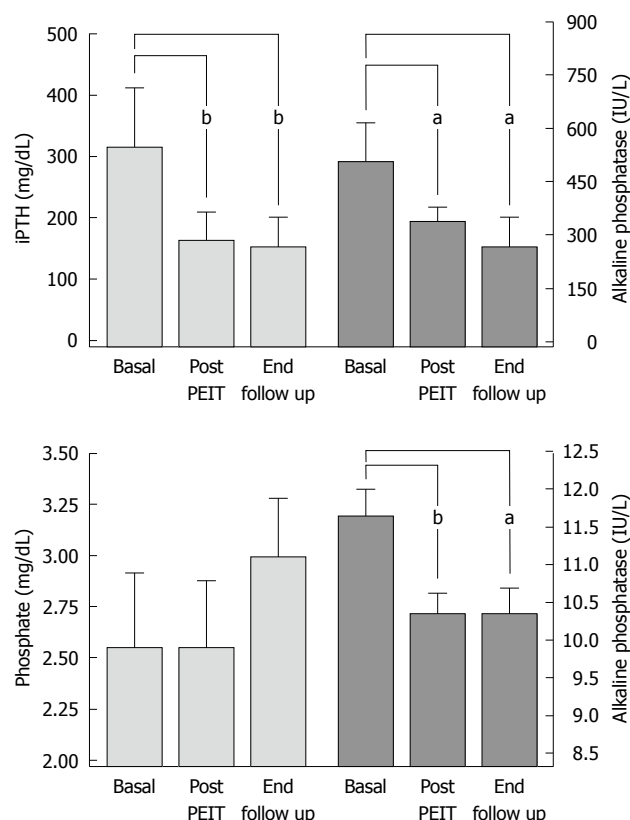 500
400
300
200
100
0
iPTH (mg/dL)
b
b
a
a
900
750
600
450
300
150
0
Alkaline phosphatase (IU/L)
Basal Post End Basal Post End
PEIT follow up PEIT follow up
3.50
3.25
3.00
2.75
2.50
2.25
2.00
Phosphate (mg/dL)
b
a
12.5
12.0
11.5
11.0
10.5
10.0
9.5
9.0
8.5
Alkaline phosphatase (IU/L)
Basal Post End Basal Post End
PEIT follow up PEIT follow up